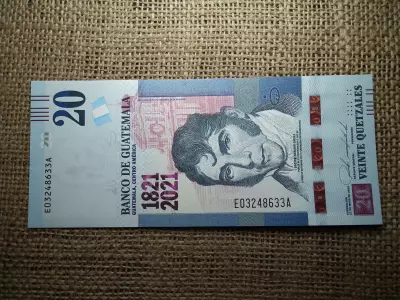 20
BANCO DE GUATEMALA
GUATEMALA, CENTRO AMÉRICA
1821
2021
E03248633A
E03248633A
20
VEINTE QUETZALES